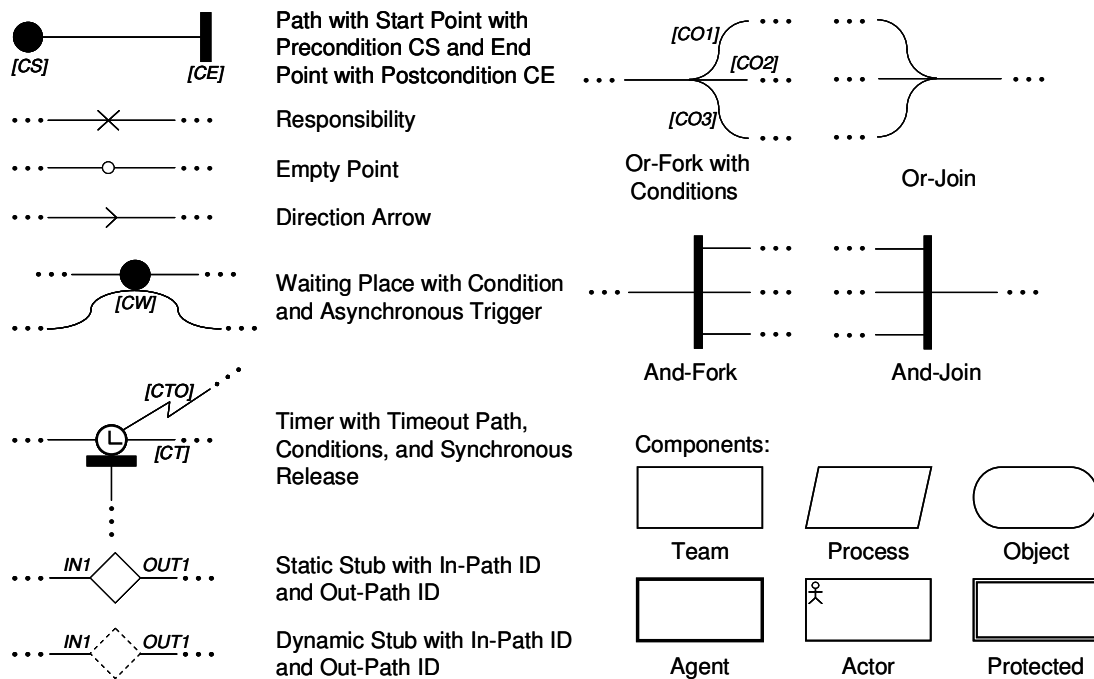 [CS]
[CE]
Path with Start Point with
Precondition CS and End
Point with Postcondition CE
Responsibility
Empty Point
Direction Arrow
[CW]
Waiting Place with Condition
and Asynchronous Trigger
[CTO]
[CT]
Timer with Timeout Path,
Conditions, and Synchronous
Release
IN1
OUT1
Static Stub with In-Path ID
and Out-Path ID
IN1
OUT1
Dynamic Stub with In-Path ID
and Out-Path ID
[CO1]
[CO2]
[CO3]
Or-Fork with
Conditions
Or-Join
And-Fork
And-Join
Components:
Team
Process
Object
Agent
Actor
Protected